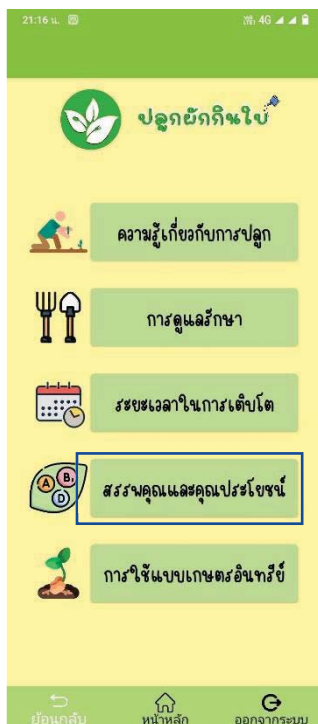 21:16 น. 4G
ปลูกผักกินใบ
ความรู้เกี่ยวกับการปลูก
การดูแลรักษา
ระยะเวลาในการเติบโต
A B D
สรรพคุณและคุณประโยชน์
การใช้แบบเกษตรอินทรีย์
ย้อนกลับ หน้าหลัก ออกจากระบบ